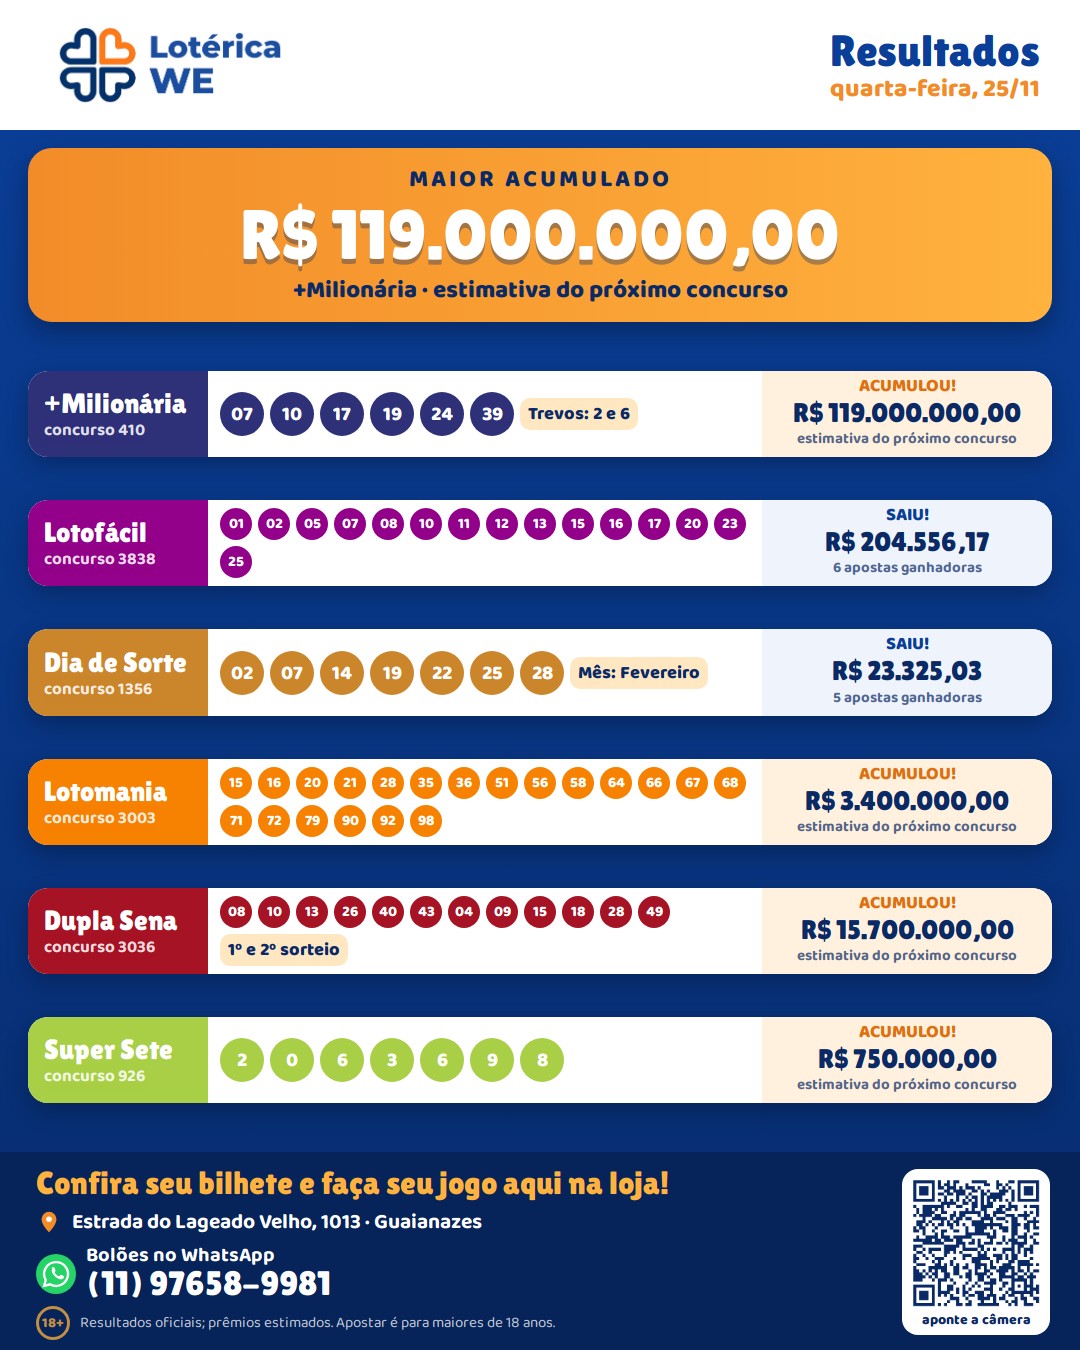 Lotérica
WE
Resultados
quarta-feira, 25/11
MAIOR ACUMULADO
R$ 119.000.000,00
+Milionária · estimativa do próximo concurso
+Milionária
concurso 410
07 10 17 19 24 39 Trevos: 2 e 6
ACUMULOU!
R$ 119.000.000,00
estimativa do próximo concurso
Lotofácil
concurso 3838
01 02 05 07 08 10 11 12 13 15 16 17 20 23
25
SAIU!
R$ 204.556,17
6 apostas ganhadoras
Dia de Sorte
concurso 1356
02 07 14 19 22 25 28 Mês: Fevereiro
SAIU!
R$ 23.325,03
5 apostas ganhadoras
Lotomania
concurso 3003
15 16 20 21 28 35 36 51 56 58 64 66 67 68
71 72 79 90 92 98
ACUMULOU!
R$ 3.400.000,00
estimativa do próximo concurso
Dupla Sena
concurso 3036
08 10 13 26 40 43 04 09 15 18 28 49
1º e 2º sorteio
ACUMULOU!
R$ 15.700.000,00
estimativa do próximo concurso
Super Sete
concurso 926
2 0 6 3 6 9 8
ACUMULOU!
R$ 750.000,00
estimativa do próximo concurso
Confira seu bilhete e faça seu jogo aqui na loja!
Estrada do Lageado Velho, 1013 · Guaianazes
Bolões no WhatsApp
(11) 97658-9981
18+ Resultados oficiais; prêmios estimados. Apostar é para maiores de 18 anos.
aponte a câmera